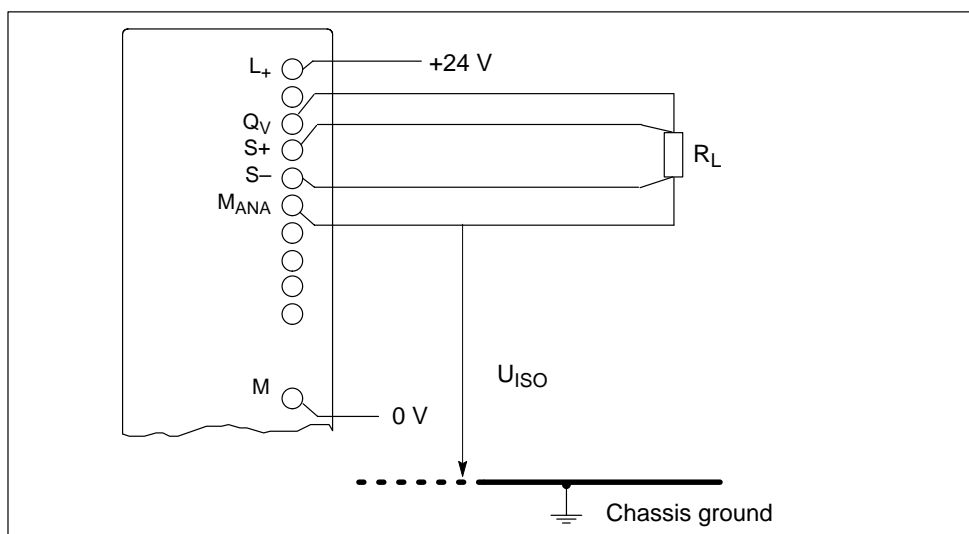 L+
+24 V
QV
S+
S–
MANA
RL
UISO
M
0 V
Chassis ground